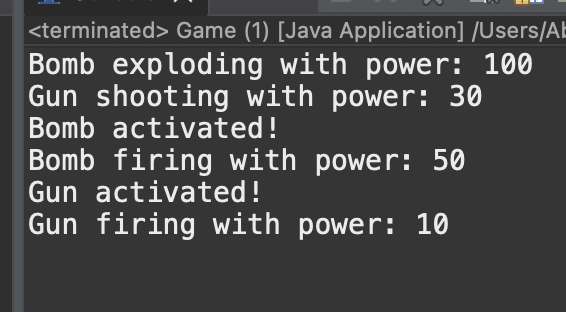 <terminated> Game (1) [Java Application] /Users/
Bomb exploding with power: 100
Gun shooting with power: 30
Bomb activated!
Bomb firing with power: 50
Gun activated!
Gun firing with power: 10